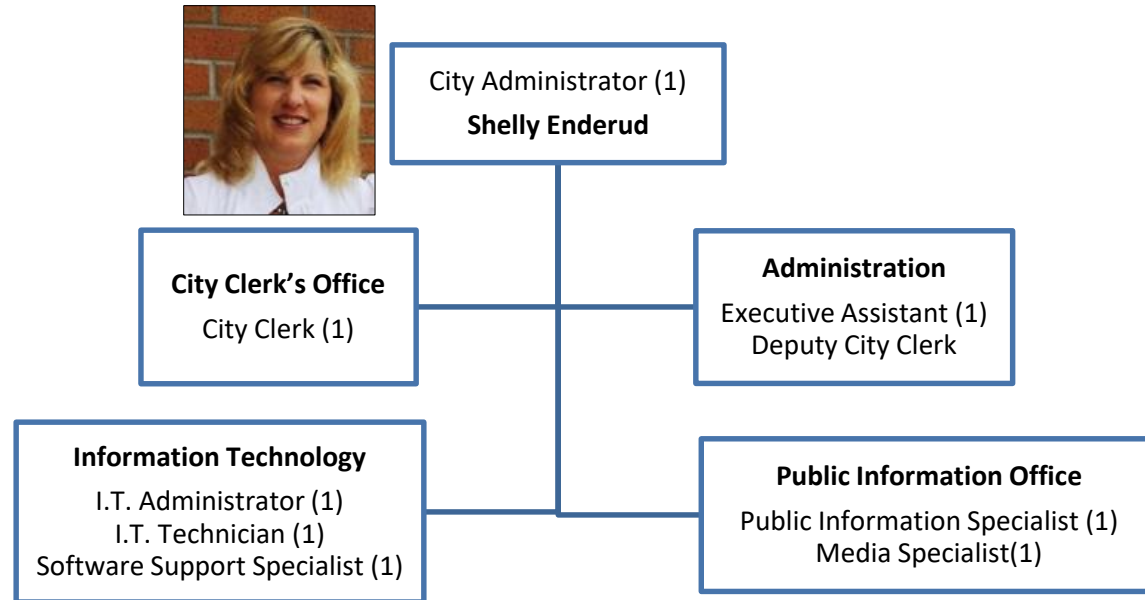 City Administrator (1)
Shelly Enderud
City Clerk’s Office
City Clerk (1)
Administration
Executive Assistant (1)
Deputy City Clerk
Information Technology
I.T. Administrator (1)
I.T. Technician (1)
Software Support Specialist (1)
Public Information Office
Public Information Specialist (1)
Media Specialist(1)